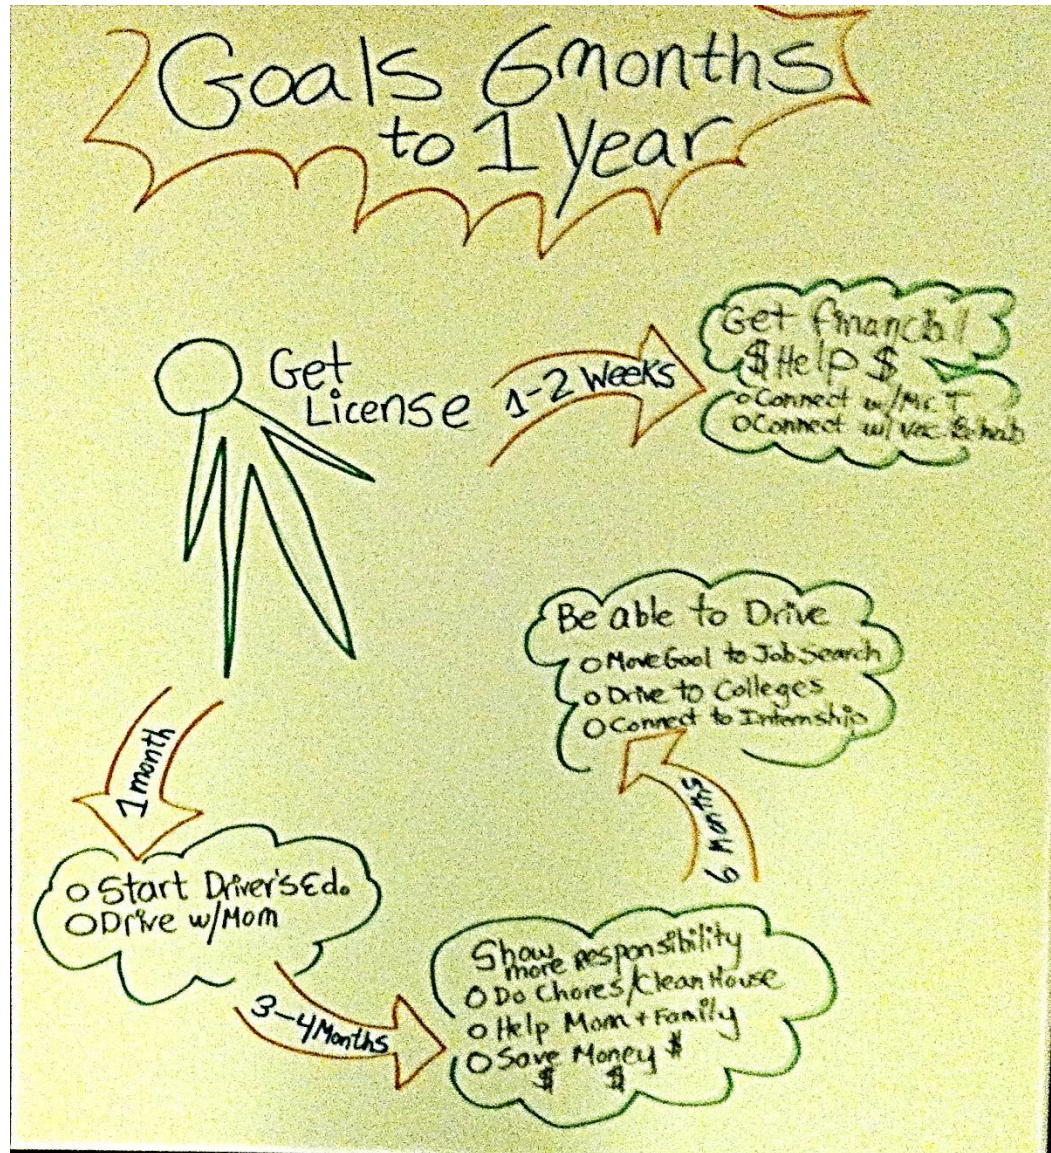 Goals 6months
to 1 year
Get
License
1-2 Weeks
Get financial
$ Help $
o Connect w/Mr. T
o Connect w/ Voc. Rehab
1 month
o Start Driver's Ed.
o Drive w/Mom
3-4 Months
Show
more Responsibility
o Do Chores/Clean House
o Help Mom + Family
o Save Money $
$ $
6 Months
Be able to Drive
o Move Goal to Job Search
o Drive to Colleges
o Connect to Internship